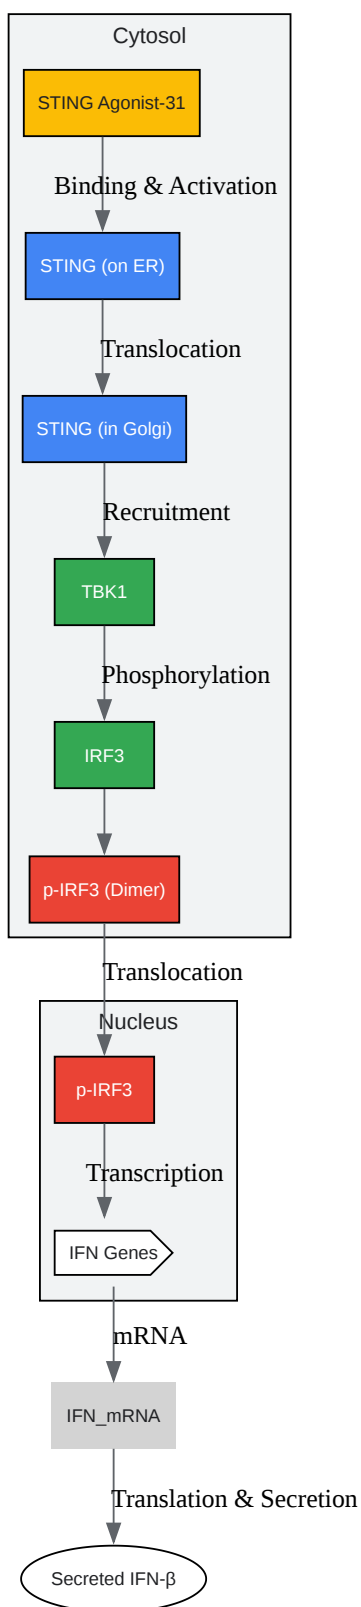 Cytosol
STING Agonist-31
Binding & Activation
STING (on ER)
Translocation
STING (in Golgi)
Recruitment
TBK1
Phosphorylation
IRF3
p-IRF3 (Dimer)
Translocation
Nucleus
p-IRF3
Transcription
IFN Genes
mRNA
IFN_mRNA
Translation & Secretion
Secreted IFN-β